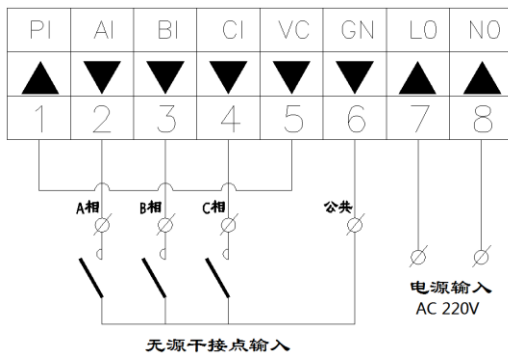 PI AI BI CI VC GN LO NO
1 2 3 4 5 6 7 8
A相 B相 C相 公共
电源输入
AC 220V
无源干接点输入